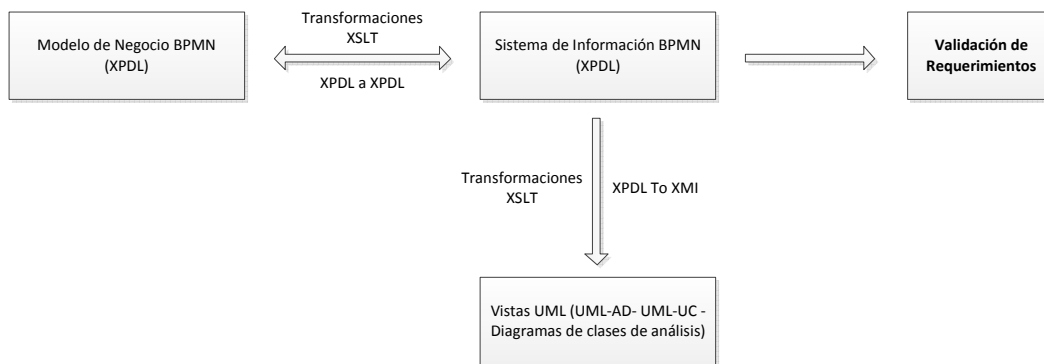 Modelo de Negocio BPMN
(XPDL)
Transformaciones
XSLT
XPDL a XPDL
Sistema de Información BPMN
(XPDL)
Validación de
Requerimientos
Transformaciones
XSLT
XPDL To XMI
Vistas UML (UML-AD- UML-UC -
Diagramas de clases de análisis)